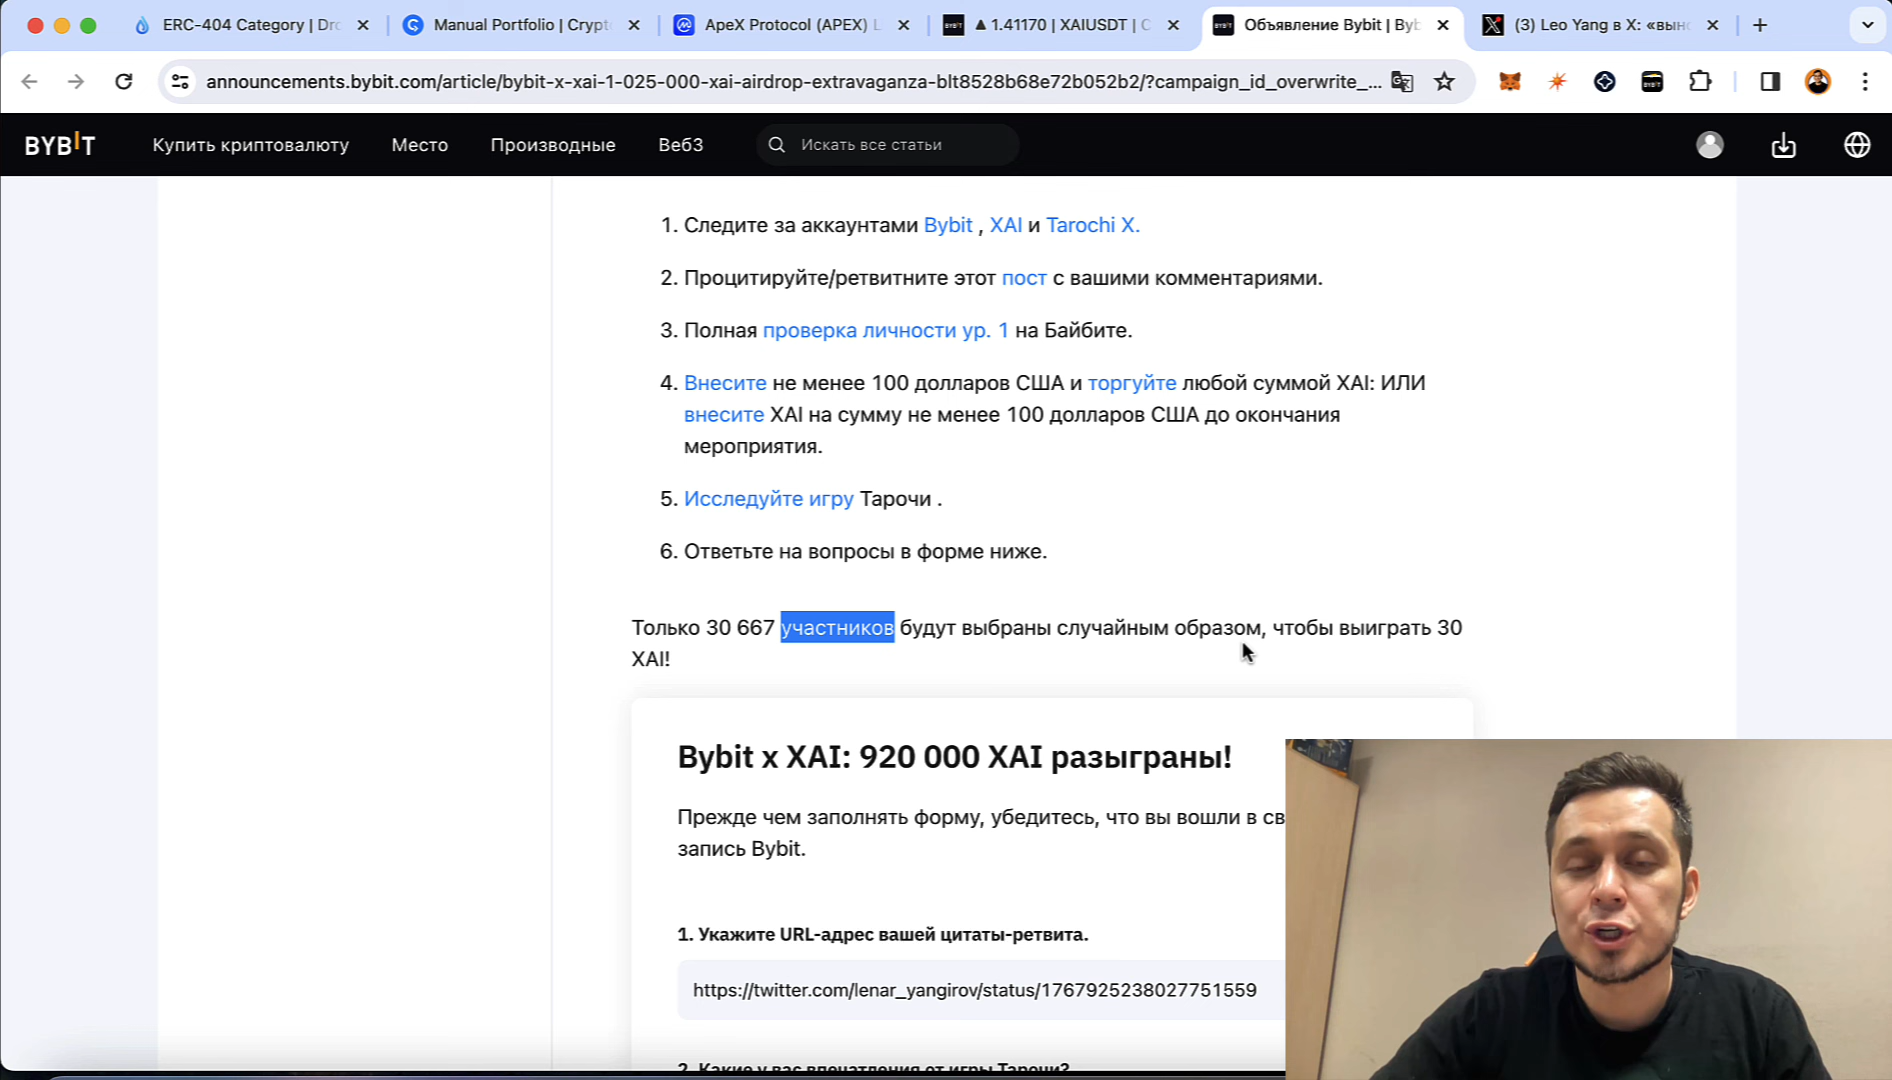 ERC-404 Category | Dr
Manual Portfolio | Crypt
ApeX Protocol (APEX) L
▲ 1.41170 | XAIUSDT | C
Объявление Bybit | Byb
(3) Leo Yang в X: «вын
announcements.bybit.com/article/bybit-x-xai-1-025-000-xai-airdrop-extravaganza-blt8528b68e72b052b2/?campaign_id_overwrite_...
BYBIT
Купить криптовалюту
Место
Производные
Веб3
Искать все статьи
1. Следите за аккаунтами Bybit , XAI и Tarochi X.
2. Процитируйте/ретвитните этот пост с вашими комментариями.
3. Полная проверка личности ур. 1 на Байбите.
4. Внесите не менее 100 долларов США и торгуйте любой суммой XAI: ИЛИ
внесите XAI на сумму не менее 100 долларов США до окончания
мероприятия.
5. Исследуйте игру Тарочи .
6. Ответьте на вопросы в форме ниже.
Только 30 667 участников будут выбраны случайным образом, чтобы выиграть 30
XAI!
Bybit x XAI: 920 000 XAI разыграны!
Прежде чем заполнять форму, убедитесь, что вы вошли в св
запись Bybit.
1. Укажите URL-адрес вашей цитаты-ретвита.
https://twitter.com/lenar_yangirov/status/1767925238027751559
2. Какие у вас впечатления от игры Тарочи?